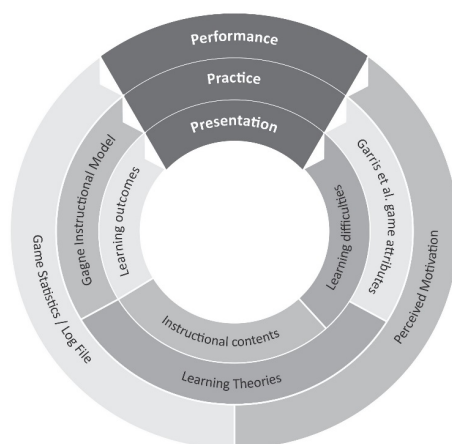 Performance
Practice
Presentation
Gagne Instructional Model
Learning outcomes
Learning difficulties
Garris et al. game attributes
Game Statistics / Log File
Perceived Motivation
Instructional contents
Learning Theories